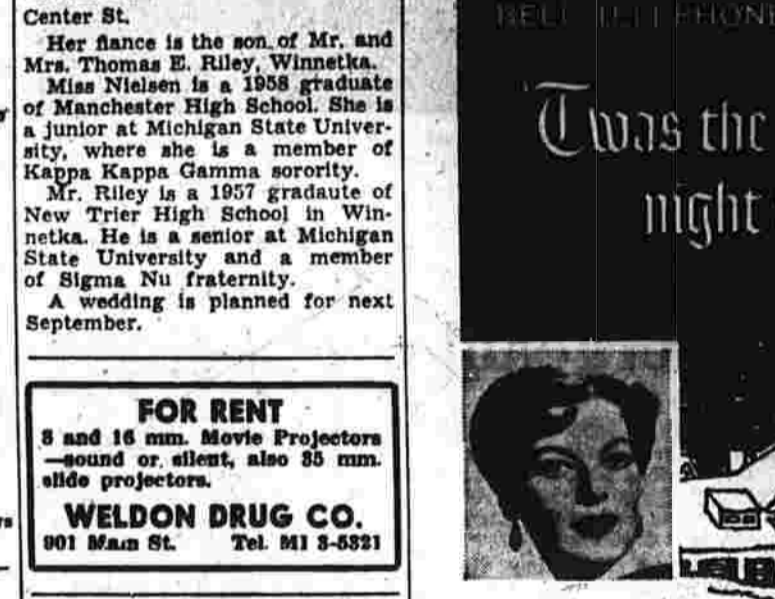 Center St.
Her fiance is the son of Mr. and
Mrs. Thomas E. Riley, Winnetka.
Miss Nielsen is a 1958 graduate
of Manchester High School. She is
a junior at Michigan State Univer-
sity, where she is a member of
Kappa Kappa Gamma sorority.
Mr. Riley is a 1957 gradaute of
New Trier High School in Win-
netka. He is a senior at Michigan
State University and a member
of Sigma Nu fraternity.
A wedding is planned for next
September.
FOR RENT
8 and 16 mm. Movie Projectors
—sound or silent, also 35 mm.
slide projectors.
WELDON DRUG CO.
901 Main St. Tel. MI 3-5321
BELL TELEPHONE
'Twas the
night